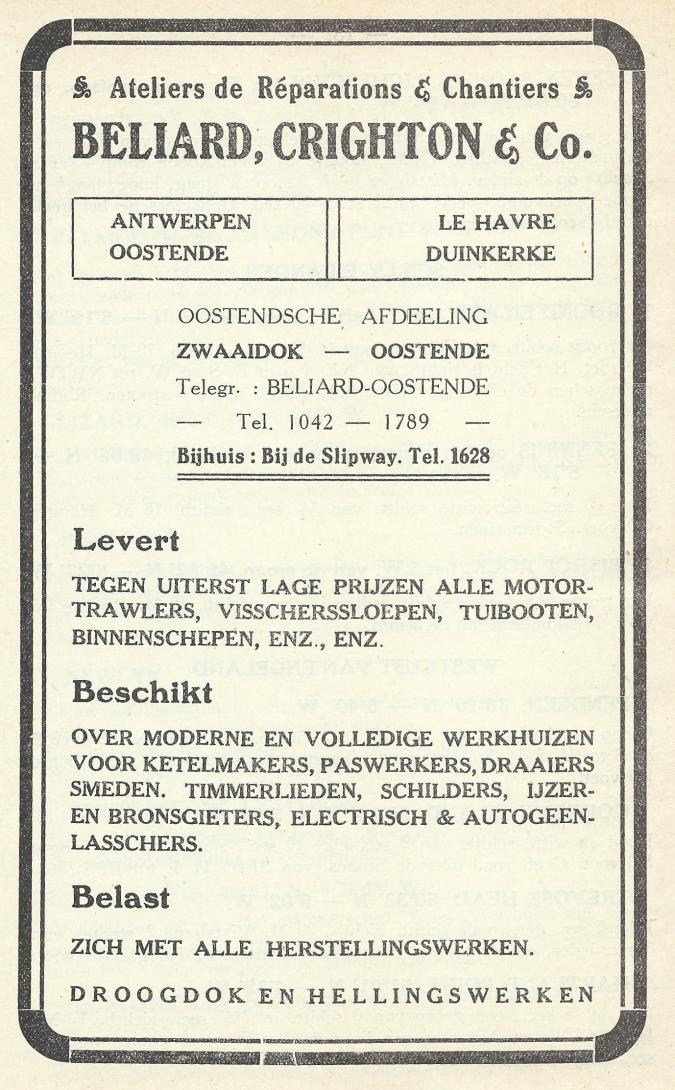 Ateliers de Réparations & Chantiers
BELIARD, CRIGHTON & Co.
ANTWERPEN
OOSTENDE
LE HAVRE
DUINKERKE
OOSTENDSCHE AFDEELING
ZWAAIDOK — OOSTENDE
Telegr. : BELIARD-OOSTENDE
— Tel. 1042 — 1789 —
Bijhuis : Bij de Slipway. Tel. 1628
Levert
TEGEN UITERST LAGE PRIJZEN ALLE MOTOR-
TRAWLERS, VISSCHERSSLOEPEN, TUIBOOTEN,
BINNENSCHEPEN, ENZ., ENZ.
Beschikt
OVER MODERNE EN VOLLEDIGE WERKHUIZEN
VOOR KETELMAKERS, PASWERKERS, DRAAIERS
SMEDEN. TIMMERLIEDEN, SCHILDERS, IJZER-
EN BRONSGIETERS, ELECTRISCH & AUTOGEEN-
LASSCHERS.
Belast
ZICH MET ALLE HERSTELLINGSWERKEN.
DROOGDOK EN HELLINGSWERKEN